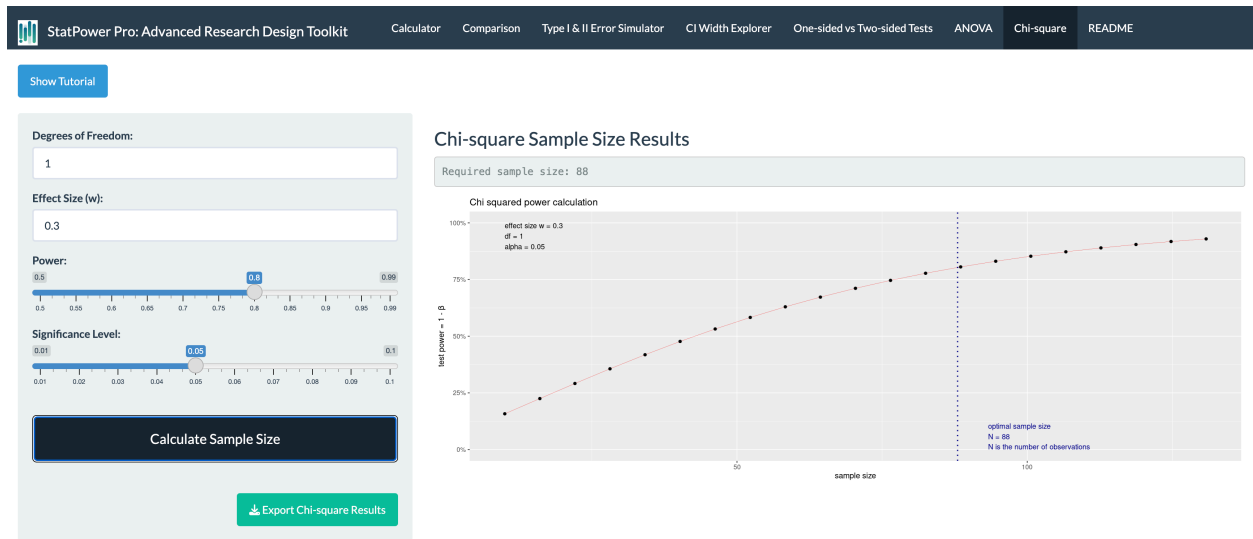 StatPower Pro: Advanced Research Design Toolkit
Calculator
Comparison
Type I & II Error Simulator
CI Width Explorer
One-sided vs Two-sided Tests
ANOVA
Chi-square
README
Show Tutorial
Degrees of Freedom:
1
Effect Size (w):
0.3
Power:
0.5 0.8 0.99
0.5 0.55 0.6 0.65 0.7 0.75 0.8 0.85 0.9 0.95 0.99
Significance Level:
0.01 0.05 0.1
0.01 0.02 0.03 0.04 0.05 0.06 0.07 0.08 0.09 0.1
Calculate Sample Size
Export Chi-square Results
Chi-square Sample Size Results
Required sample size: 88
Chi squared power calculation
effect size w = 0.3
df = 1
alpha = 0.05
100%
75%
50%
25%
0%
test power = 1 - β
optimal sample size
N = 88
N is the number of observations
50 100
sample size